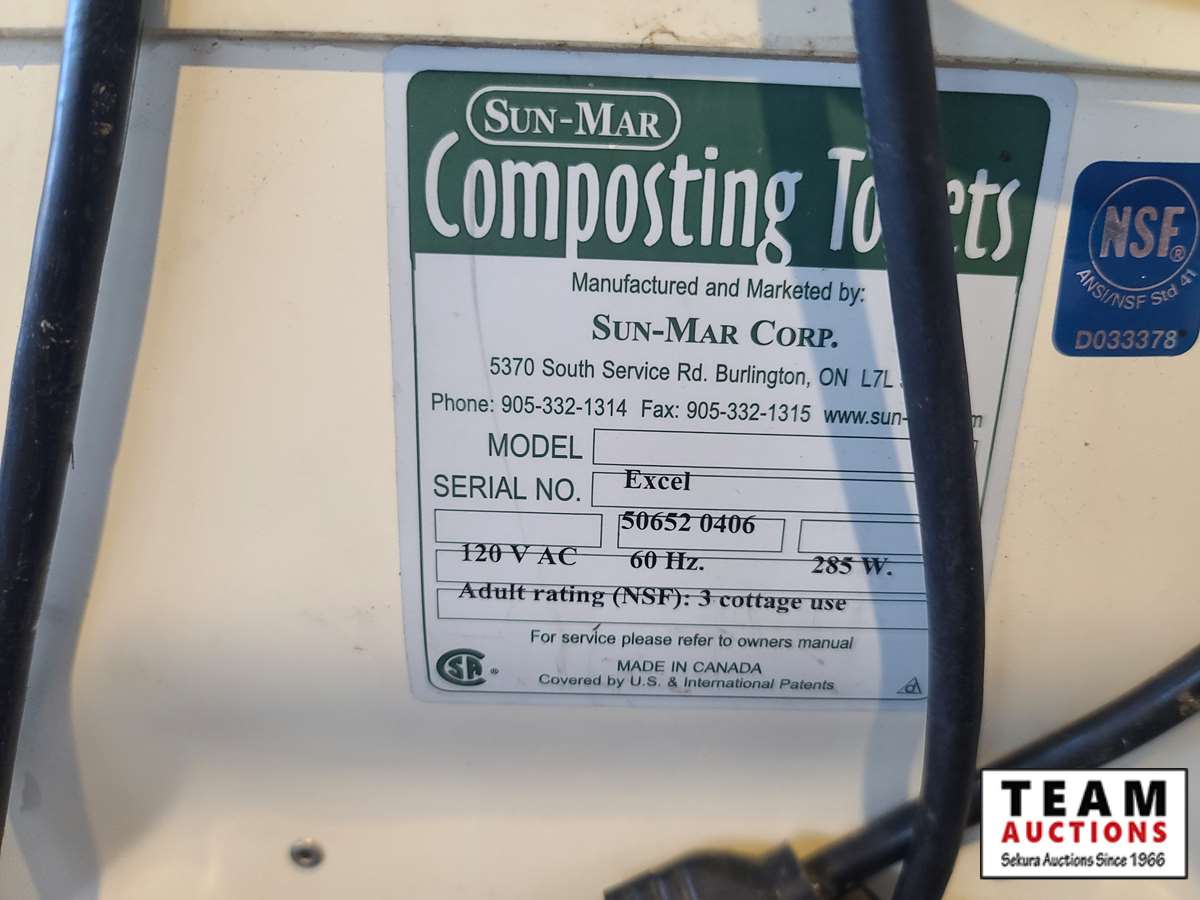 SUN-MAR
Composting
Manufactured and Marketed by:
SUN-MAR CORP.
5370 South Service Rd. Burlington, ON L7L
Phone: 905-332-1314 Fax: 905-332-1315 www.sun-
MODEL
Excel
SERIAL NO.
50652 0406
120 V AC 60 Hz. 285 W.
Adult rating (NSF): 3 cottage use
For service please refer to owners manual
MADE IN CANADA
Covered by U.S. & International Patents
CSA ®
NSF®
ANSI/NSF Std 41
D033378
TEAM
AUCTIONS
Sekura Auctions Since 1966